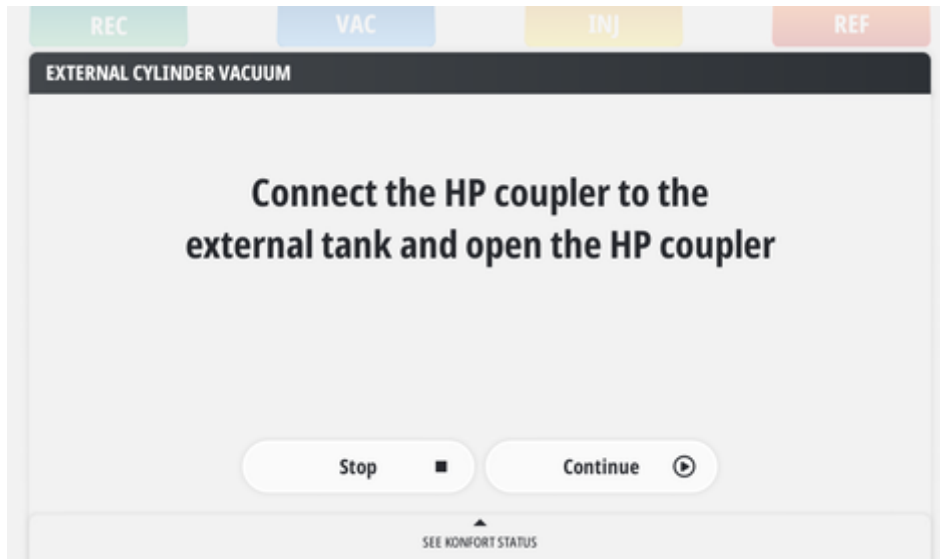 REC VAC INJ REF
EXTERNAL CYLINDER VACUUM
Connect the HP coupler to the
external tank and open the HP coupler
Stop Continue
SEE KONFORT STATUS